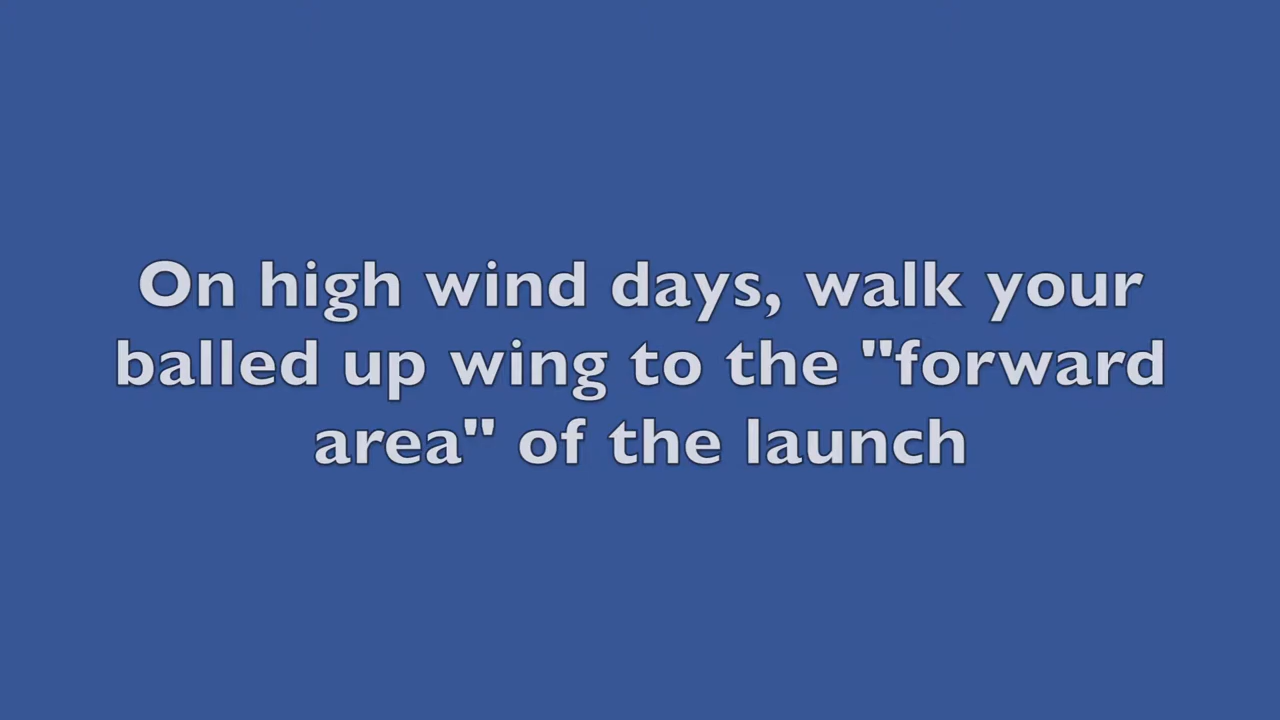 On high wind days, walk your
balled up wing to the "forward
area" of the launch